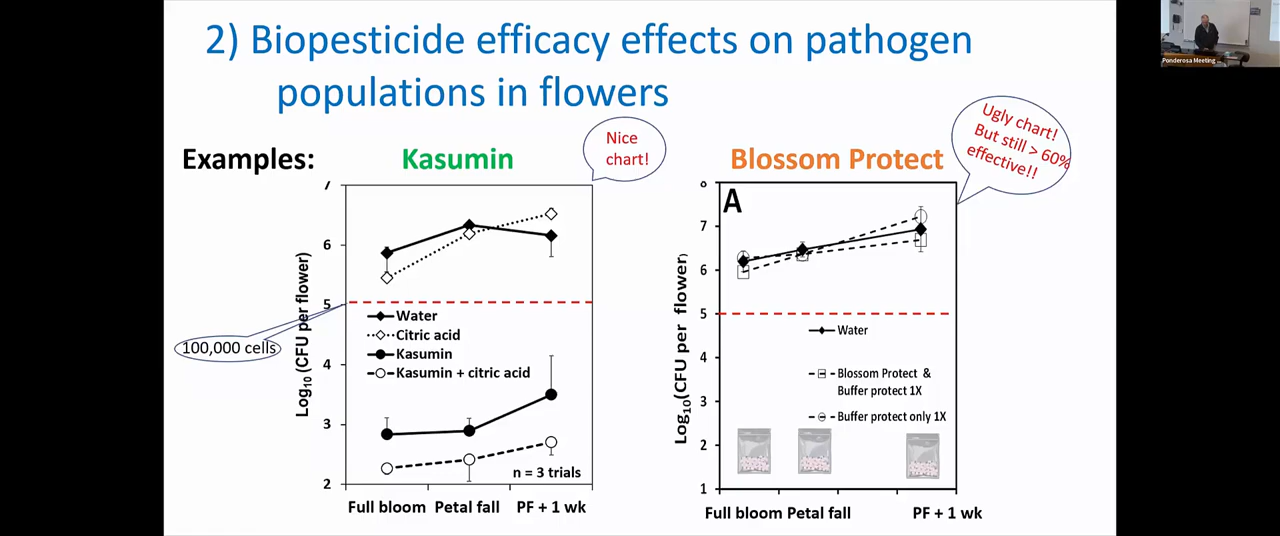 2) Biopesticide efficacy effects on pathogen
populations in flowers
Ponderosa Meeting ...
Examples:
Kasumin
Nice
chart!
Blossom Protect
Ugly chart!
But still > 60%
effective!!
7
6
5
4
3
2
Log10 (CFU per flower)
100,000 cells
Water
Citric acid
Kasumin
Kasumin + citric acid
n = 3 trials
Full bloom Petal fall PF + 1 wk
A
8
7
6
5
4
3
2
1
Log10(CFU per flower)
Water
Blossom Protect &
Buffer protect 1X
Buffer protect only 1X
Full bloom Petal fall PF + 1 wk